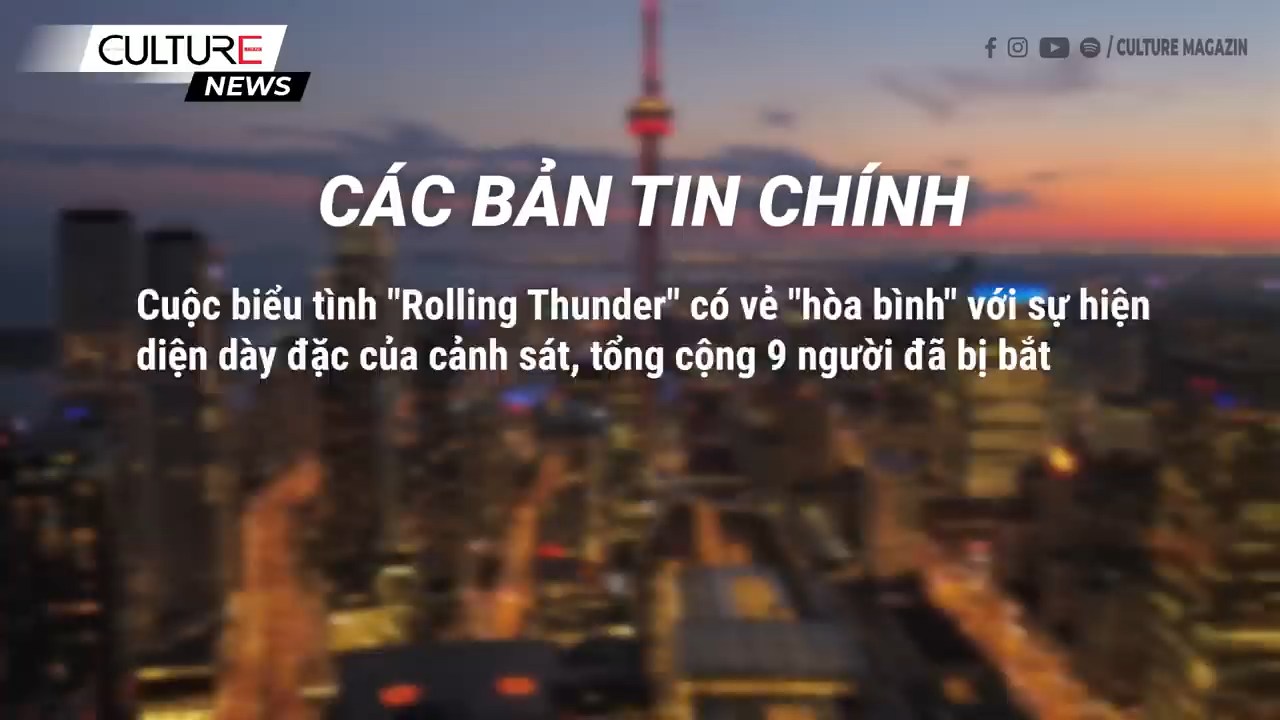 CULTURE
NEWS
/ CULTURE MAGAZIN
CÁC BẢN TIN CHÍNH
Cuộc biểu tình "Rolling Thunder" có vẻ "hòa bình" với sự hiện
diện dày đặc của cảnh sát, tổng cộng 9 người đã bị bắt